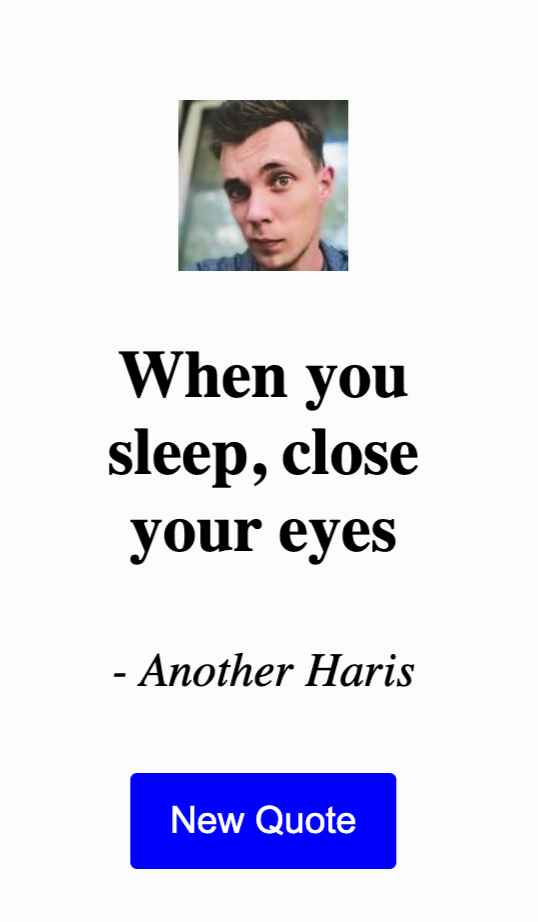 When you
sleep, close
your eyes
- Another Haris
New Quote